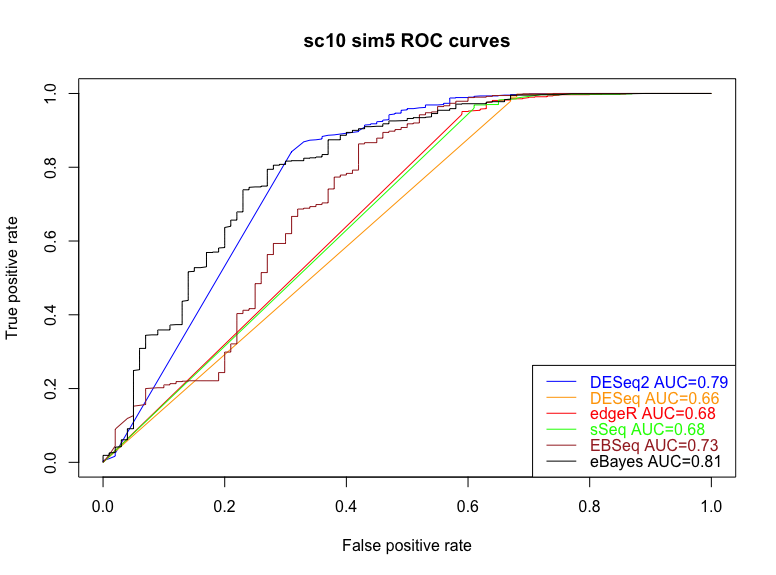 sc10 sim5 ROC curves
True positive rate
1.0
0.8
0.6
0.4
0.2
0.0
DESeq2 AUC=0.79
DESeq AUC=0.66
edgeR AUC=0.68
sSeq AUC=0.68
EBSeq AUC=0.73
eBayes AUC=0.81
0.0 0.2 0.4 0.6 0.8 1.0
False positive rate